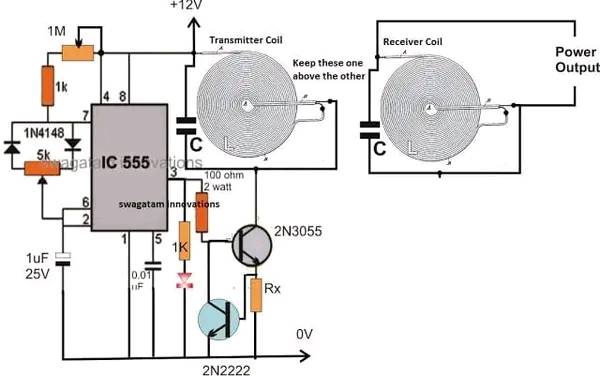 +12V
1M
Transmitter Coil
Receiver Coil
Keep these one
above the other
Power
Output
1k
4 8
7
1N4148
5k
swagatam innovations
IC 555
C
L
C
L
3
100 ohm
2 watt
swagatam innovations
6
2
2N3055
1K
1uF
25V
1
5
0.01
uF
Rx
0V
2N2222